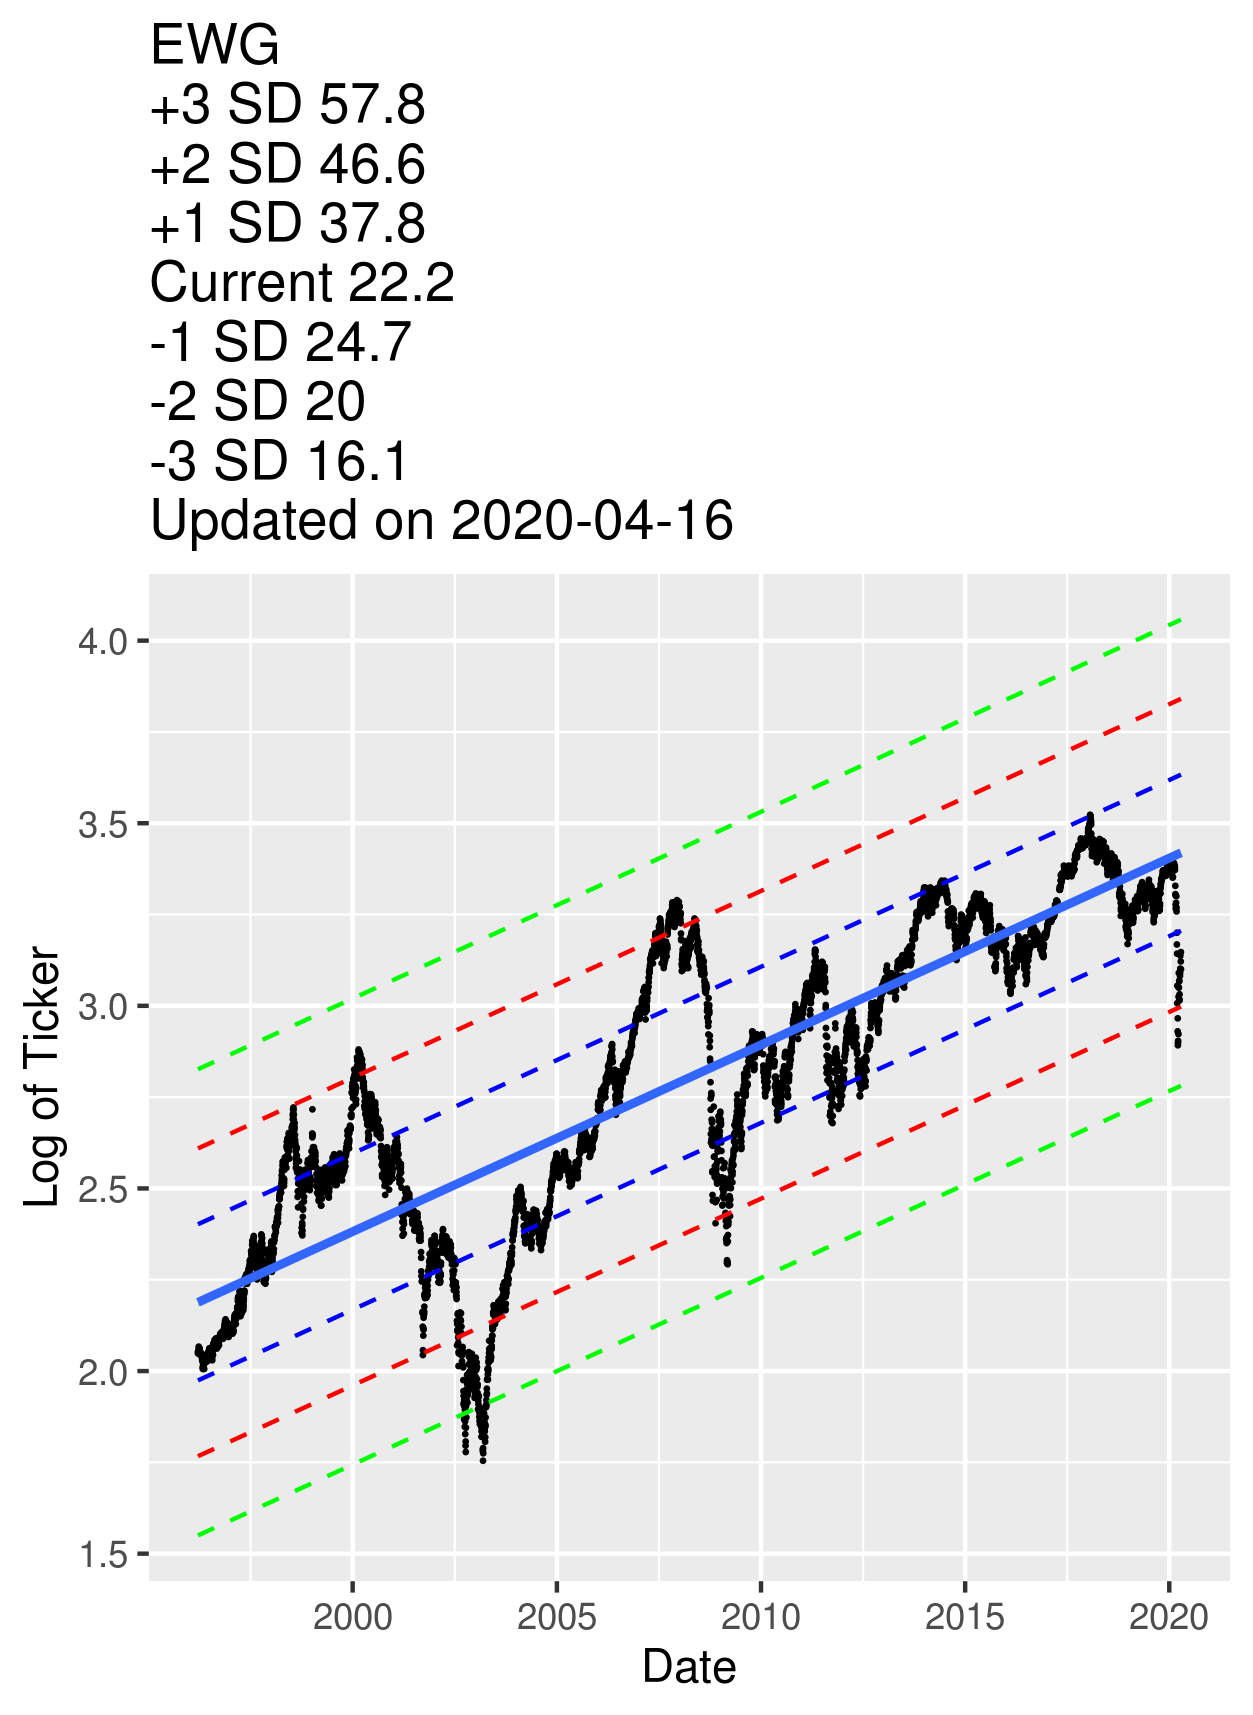 EWG
+3 SD 57.8
+2 SD 46.6
+1 SD 37.8
Current 22.2
-1 SD 24.7
-2 SD 20
-3 SD 16.1
Updated on 2020-04-16
4.0
3.5
3.0
2.5
2.0
1.5
Log of Ticker
2000 2005 2010 2015 2020
Date